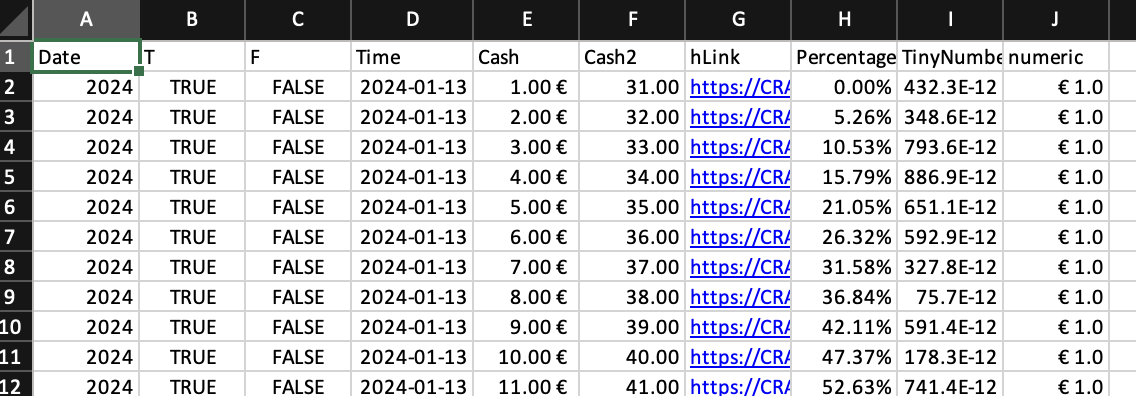 A B C D E F G H I J
1 Date T F Time Cash Cash2 hLink Percentage TinyNumbe numeric
2 2024 TRUE FALSE 2024-01-13 1.00 € 31.00 https://CRA 0.00% 432.3E-12 € 1.0
3 2024 TRUE FALSE 2024-01-13 2.00 € 32.00 https://CRA 5.26% 348.6E-12 € 1.0
4 2024 TRUE FALSE 2024-01-13 3.00 € 33.00 https://CRA 10.53% 793.6E-12 € 1.0
5 2024 TRUE FALSE 2024-01-13 4.00 € 34.00 https://CRA 15.79% 886.9E-12 € 1.0
6 2024 TRUE FALSE 2024-01-13 5.00 € 35.00 https://CRA 21.05% 651.1E-12 € 1.0
7 2024 TRUE FALSE 2024-01-13 6.00 € 36.00 https://CRA 26.32% 592.9E-12 € 1.0
8 2024 TRUE FALSE 2024-01-13 7.00 € 37.00 https://CRA 31.58% 327.8E-12 € 1.0
9 2024 TRUE FALSE 2024-01-13 8.00 € 38.00 https://CRA 36.84% 75.7E-12 € 1.0
10 2024 TRUE FALSE 2024-01-13 9.00 € 39.00 https://CRA 42.11% 591.4E-12 € 1.0
11 2024 TRUE FALSE 2024-01-13 10.00 € 40.00 https://CRA 47.37% 178.3E-12 € 1.0
12 2024 TRUE FALSE 2024-01-13 11.00 € 41.00 https://CRA 52.63% 741.4E-12 € 1.0